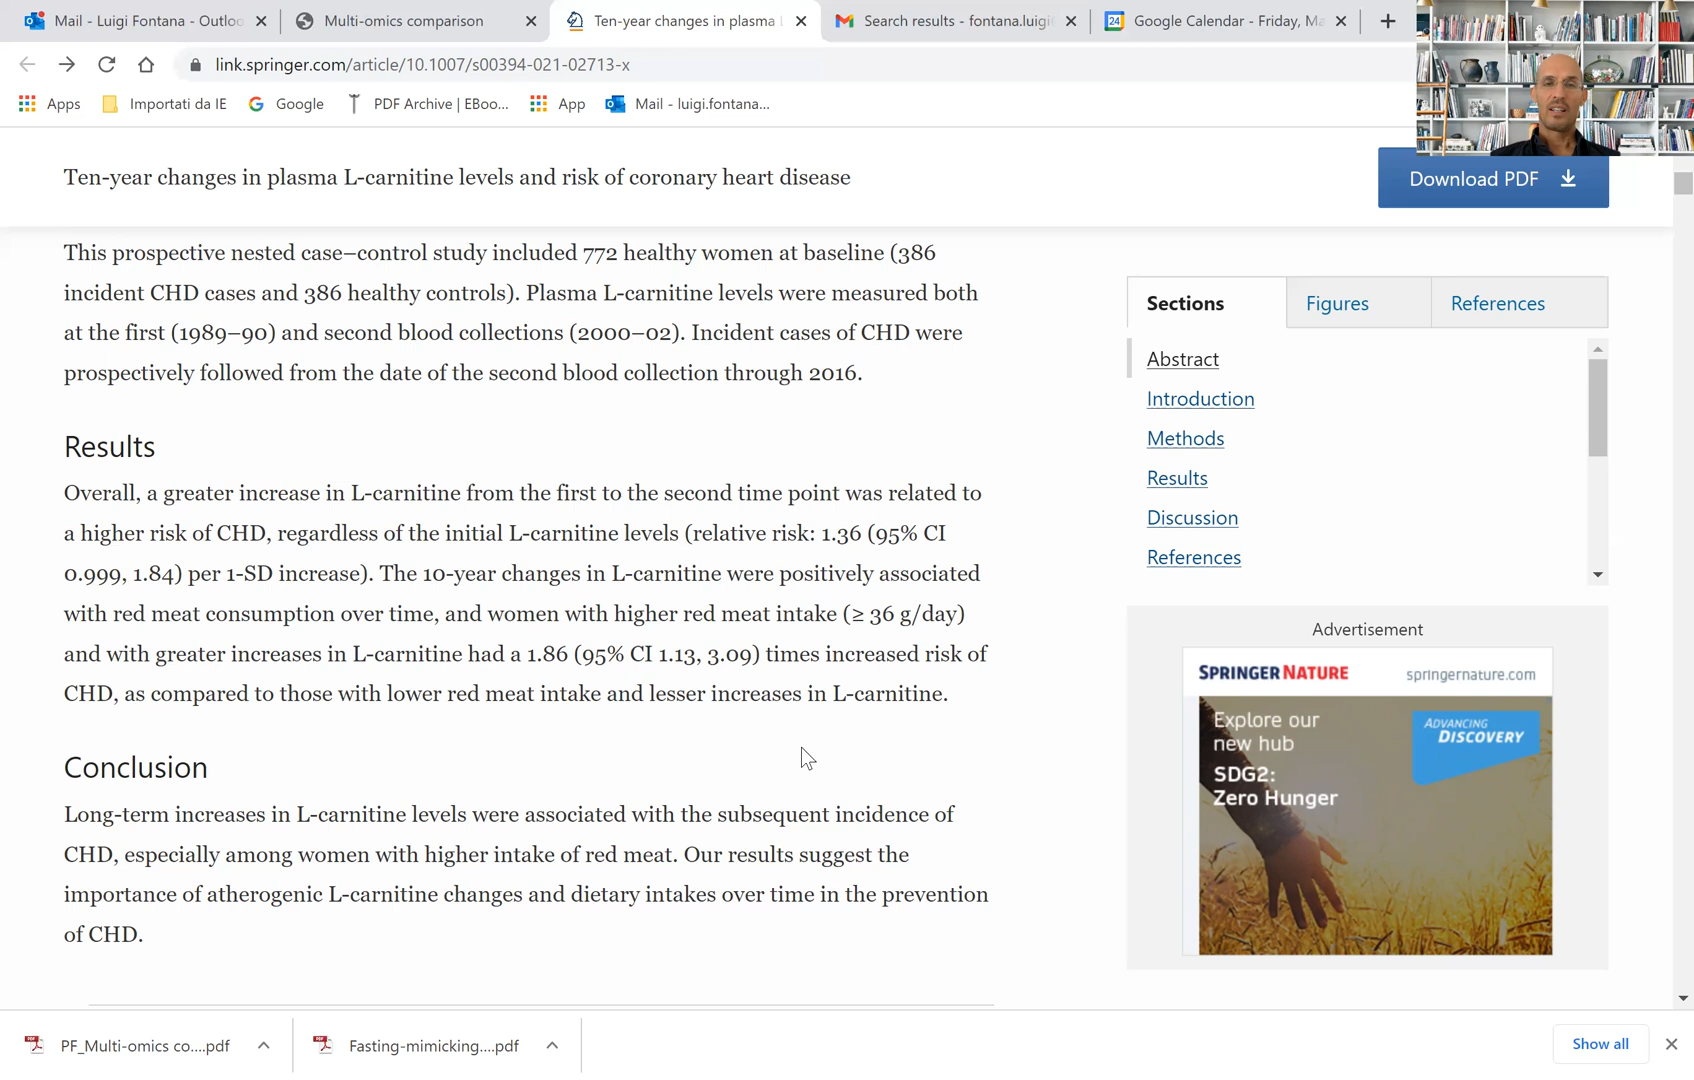 Mail - Luigi Fontana - Outlo
Multi-omics comparison
Ten-year changes in plasma
Search results - fontana.luigi
24
Google Calendar - Friday, Ma
link.springer.com/article/10.1007/s00394-021-02713-x
Apps
Importati da IE
Google
PDF Archive | EBoo...
App
Mail - luigi.fontana...
Ten-year changes in plasma L-carnitine levels and risk of coronary heart disease
Download PDF
This prospective nested case–control study included 772 healthy women at baseline (386
incident CHD cases and 386 healthy controls). Plasma L-carnitine levels were measured both
at the first (1989–90) and second blood collections (2000–02). Incident cases of CHD were
prospectively followed from the date of the second blood collection through 2016.
Results
Overall, a greater increase in L-carnitine from the first to the second time point was related to
a higher risk of CHD, regardless of the initial L-carnitine levels (relative risk: 1.36 (95% CI
0.999, 1.84) per 1-SD increase). The 10-year changes in L-carnitine were positively associated
with red meat consumption over time, and women with higher red meat intake (≥ 36 g/day)
and with greater increases in L-carnitine had a 1.86 (95% CI 1.13, 3.09) times increased risk of
CHD, as compared to those with lower red meat intake and lesser increases in L-carnitine.
Conclusion
Long-term increases in L-carnitine levels were associated with the subsequent incidence of
CHD, especially among women with higher intake of red meat. Our results suggest the
importance of atherogenic L-carnitine changes and dietary intakes over time in the prevention
of CHD.
Sections
Figures
References
Abstract
Introduction
Methods
Results
Discussion
References
Advertisement
SPRINGER NATURE
springernature.com
Explore our
new hub
SDG2:
Zero Hunger
ADVANCING
DISCOVERY
PF_Multi-omics co....pdf
Fasting-mimicking....pdf
Show all